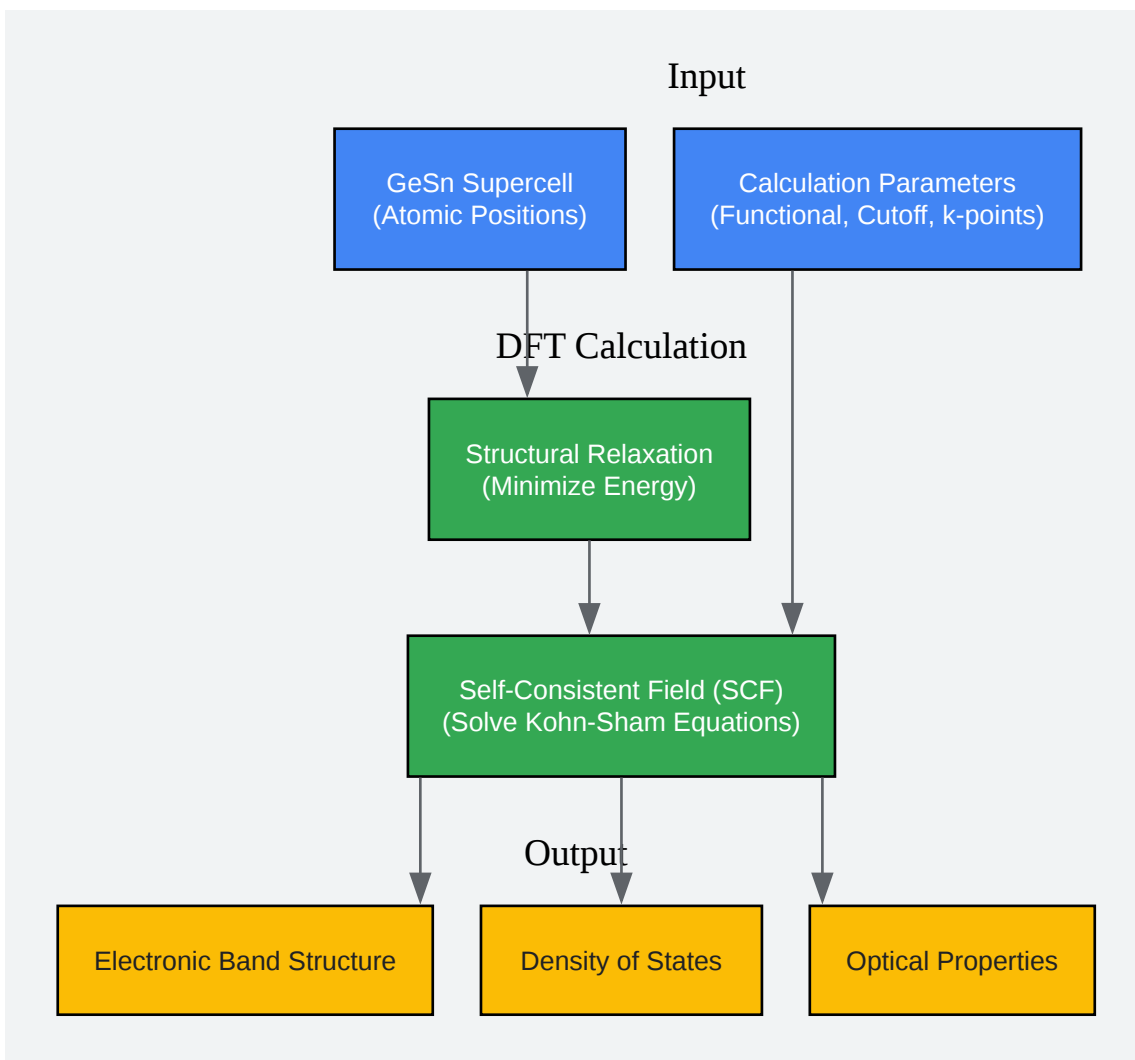 Input
GeSn Supercell
(Atomic Positions)
Calculation Parameters
(Functional, Cutoff, k-points)
DFT Calculation
Structural Relaxation
(Minimize Energy)
Self-Consistent Field (SCF)
(Solve Kohn-Sham Equations)
Output
Electronic Band Structure
Density of States
Optical Properties